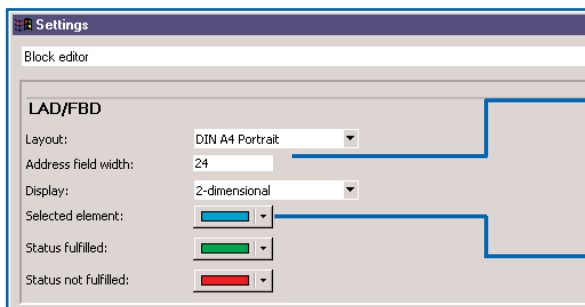 Settings
Block editor
LAD/FBD
Layout: DIN A4 Portrait
Address field width: 24
Display: 2-dimensional
Selected element:
Status fulfilled:
Status not fulfilled: